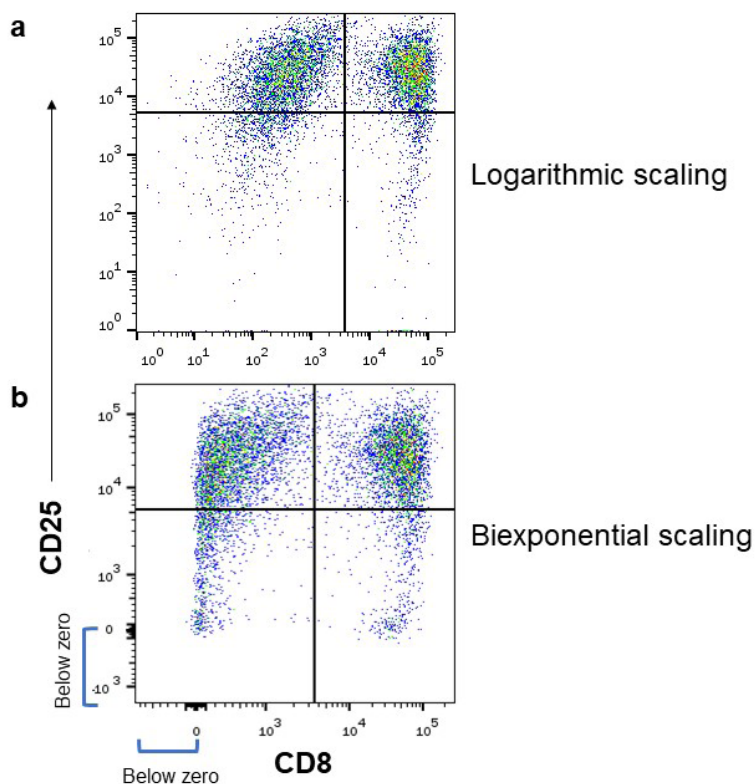 a
10⁵
10⁴
10³
10²
10¹
10⁰
10⁰ 10¹ 10² 10³ 10⁴ 10⁵
Logarithmic scaling
b
10⁵
10⁴
10³
0
-10³
0 10³ 10⁴ 10⁵
Biexponential scaling
CD25
Below zero
CD8
Below zero